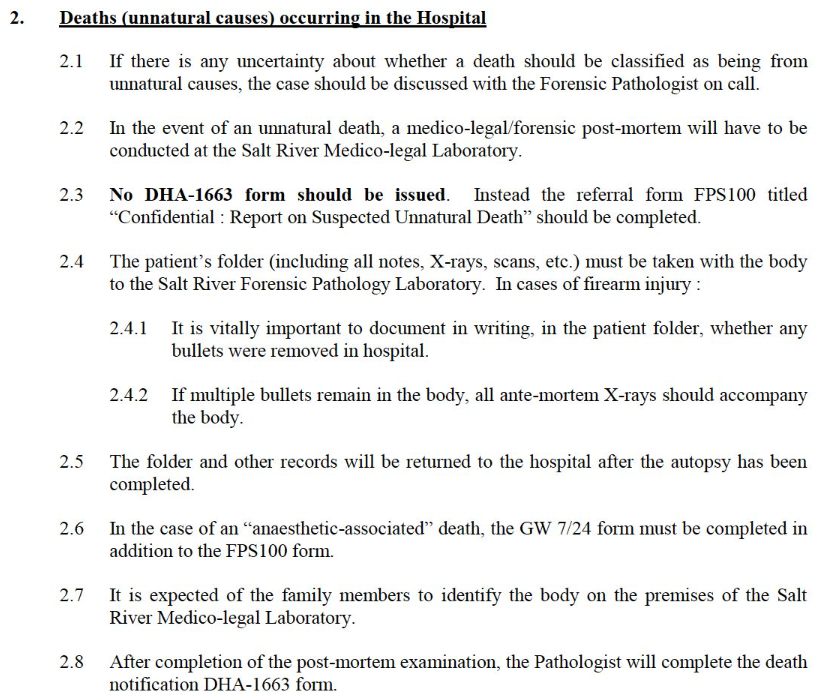 2. Deaths (unnatural causes) occurring in the Hospital
2.1 If there is any uncertainty about whether a death should be classified as being from
unnatural causes, the case should be discussed with the Forensic Pathologist on call.
2.2 In the event of an unnatural death, a medico-legal/forensic post-mortem will have to be
conducted at the Salt River Medico-legal Laboratory.
2.3 No DHA-1663 form should be issued. Instead the referral form FPS100 titled
“Confidential : Report on Suspected Unnatural Death” should be completed.
2.4 The patient’s folder (including all notes, X-rays, scans, etc.) must be taken with the body
to the Salt River Forensic Pathology Laboratory. In cases of firearm injury :
2.4.1 It is vitally important to document in writing, in the patient folder, whether any
bullets were removed in hospital.
2.4.2 If multiple bullets remain in the body, all ante-mortem X-rays should accompany
the body.
2.5 The folder and other records will be returned to the hospital after the autopsy has been
completed.
2.6 In the case of an “anaesthetic-associated” death, the GW 7/24 form must be completed in
addition to the FPS100 form.
2.7 It is expected of the family members to identify the body on the premises of the Salt
River Medico-legal Laboratory.
2.8 After completion of the post-mortem examination, the Pathologist will complete the death
notification DHA-1663 form.